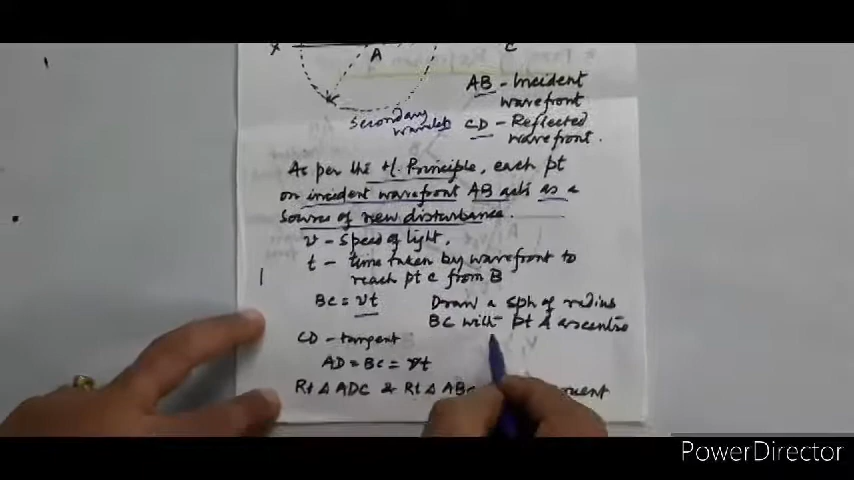 X A C
AB - Incident
wavefront
Secondary
wavelets CD - Reflected
wavefront.
As per the H. Principle, each pt
on incident wavefront AB acts as a
source of new disturbance.
v - speed of light,
t - time taken by wavefront to
reach pt C from B
BC = vt Draw a sph of radius
BC with pt A as centre
CD - tangent
AD = BC = vt
Rt Δ ADC & Rt Δ ABC
PowerDirector